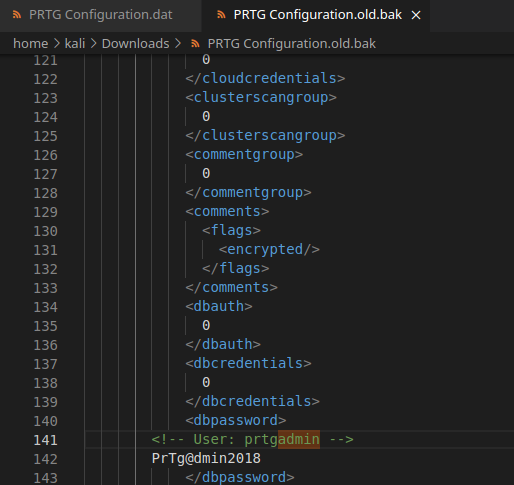 PRTG Configuration.dat PRTG Configuration.old.bak ×
home > kali > Downloads > PRTG Configuration.old.bak
121 0
122 </cloudcredentials>
123 <clusterscangroup>
124 0
125 </clusterscangroup>
126 <commentgroup>
127 0
128 </commentgroup>
129 <comments>
130 <flags>
131 <encrypted/>
132 </flags>
133 </comments>
134 <dbauth>
135 0
136 </dbauth>
137 <dbcredentials>
138 0
139 </dbcredentials>
140 <dbpassword>
141 <!-- User: prtgadmin -->
142 PrTg@dmin2018
143 </dbpassword>